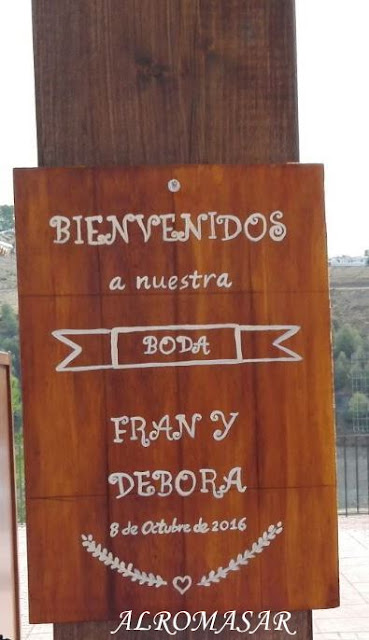 BIENVENIDOS
a nuestra
BODA
FRAN Y
DEBORA
8 de Octubre de 2016
ALROMASAR